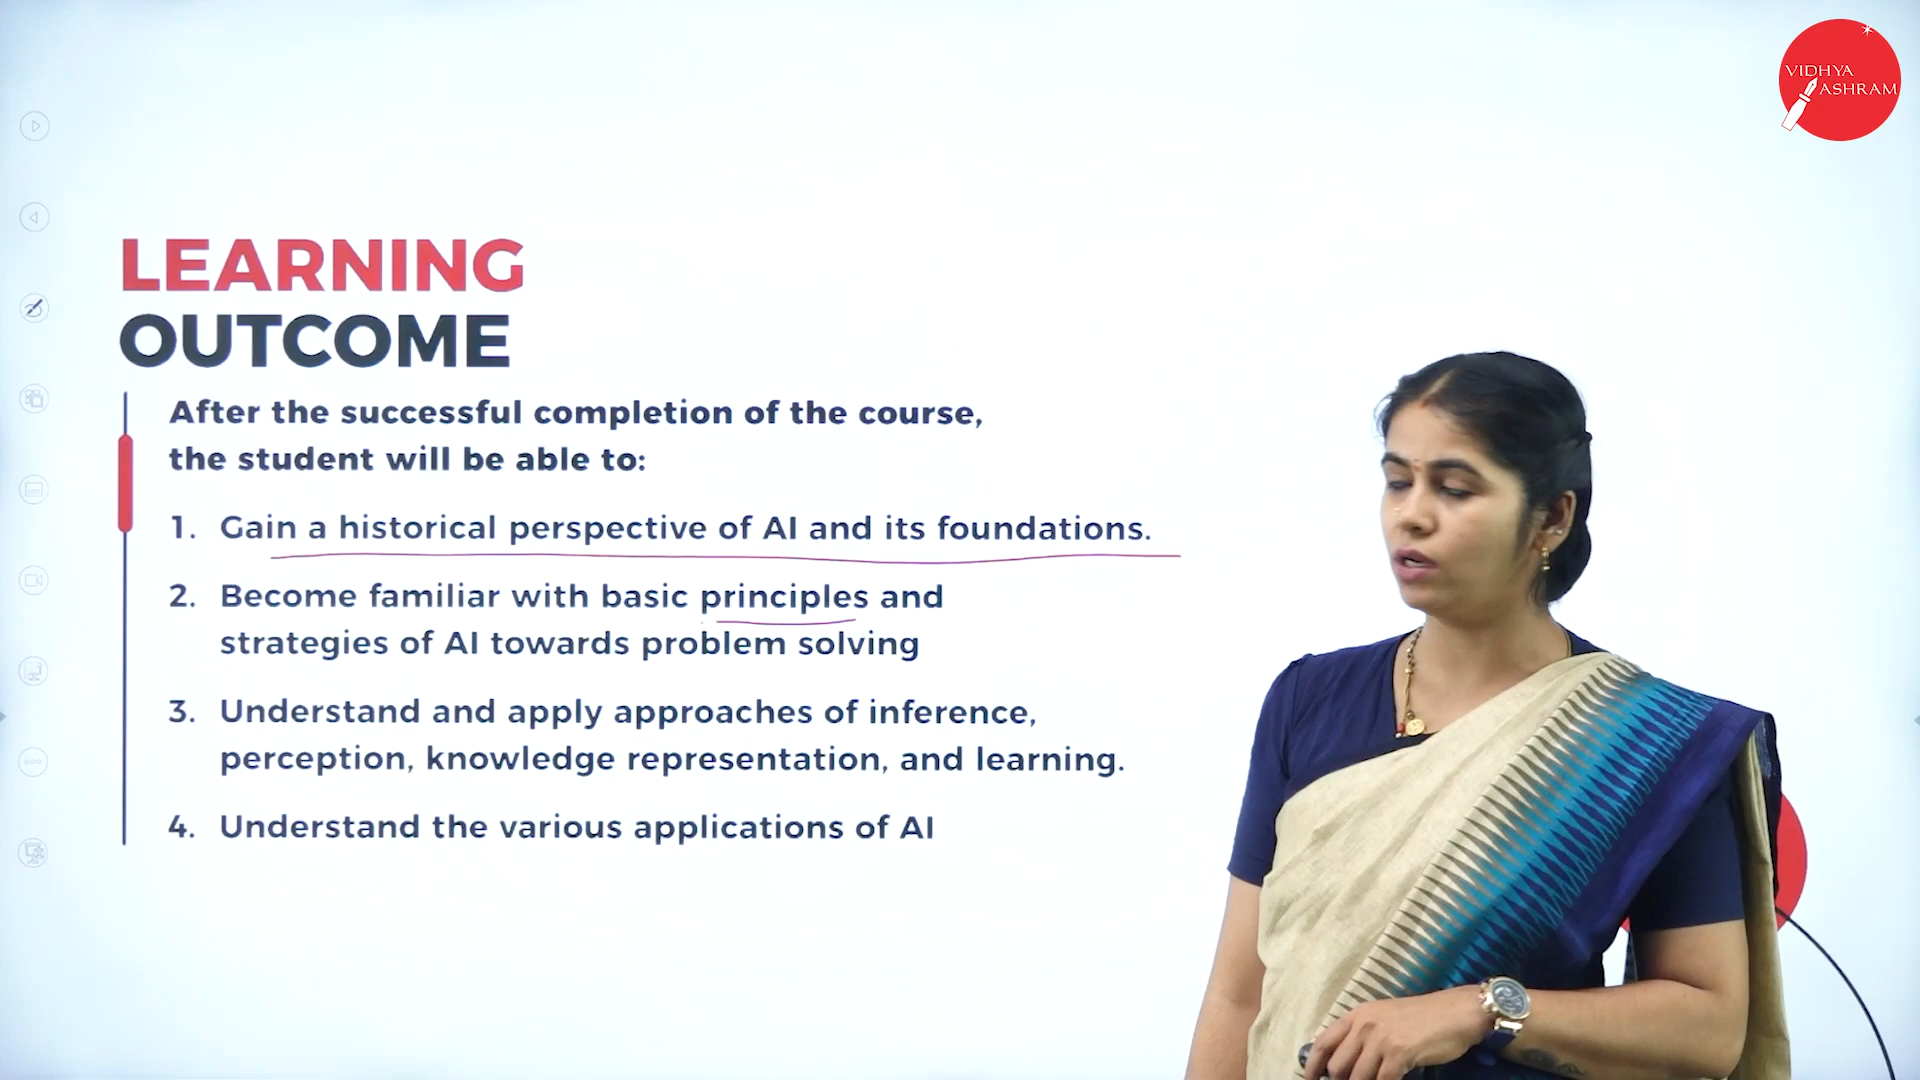 VIDHYA
ASHRAM
LEARNING
OUTCOME
After the successful completion of the course,
the student will be able to:
1. Gain a historical perspective of AI and its foundations.
2. Become familiar with basic principles and
strategies of AI towards problem solving
3. Understand and apply approaches of inference,
perception, knowledge representation, and learning.
4. Understand the various applications of AI